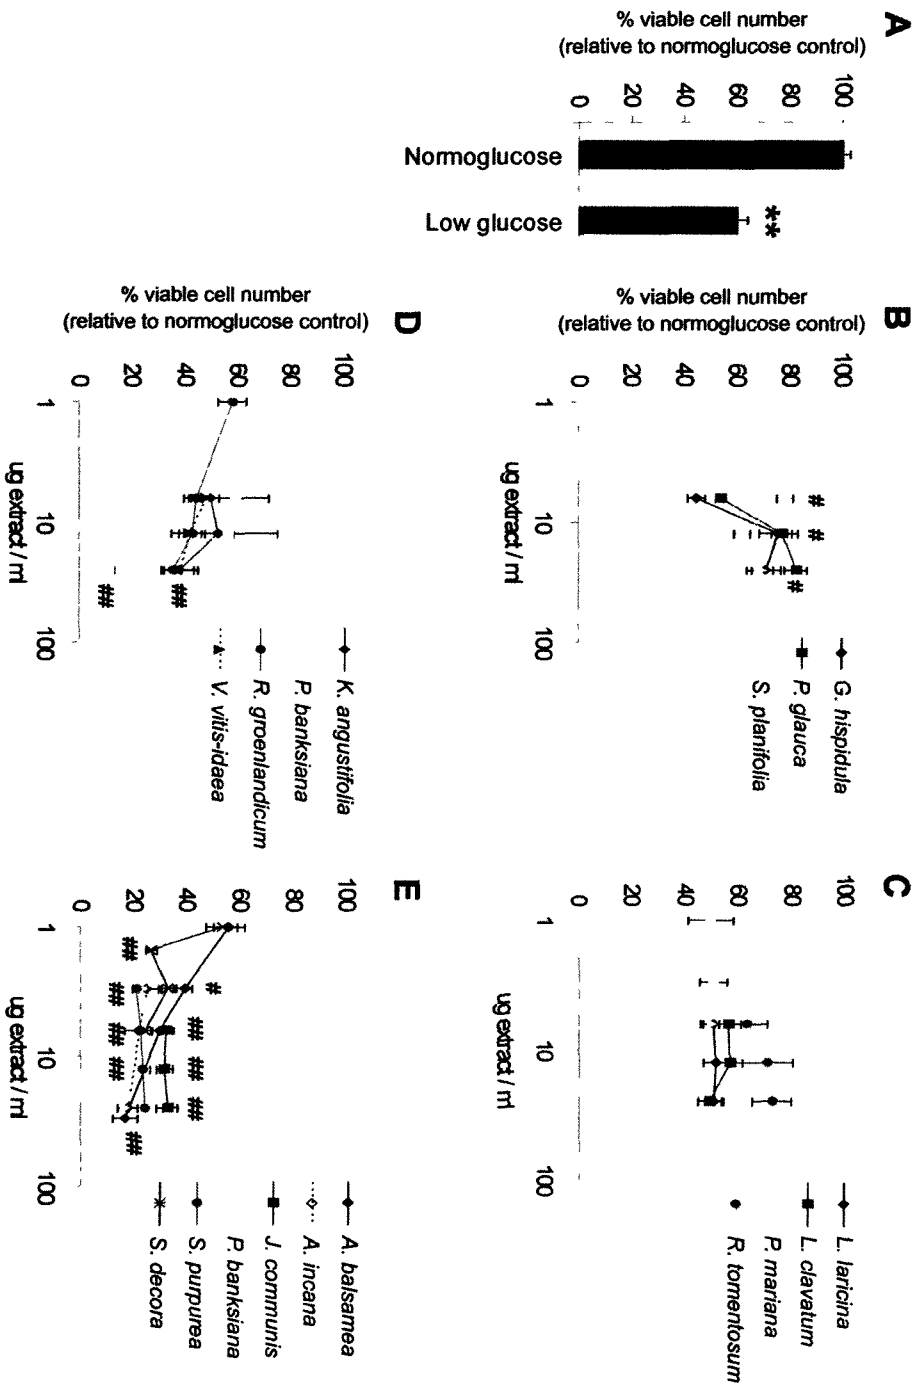 A
% viable cell number
(relative to normoglucose control)
100
80
60
40
20
0
**
Normoglucose
Low glucose
B
% viable cell number
(relative to normoglucose control)
100
80
60
40
20
0
#
#
#
1
10
100
ug extract / ml
G. hispidula
P. glauca
S. planifolia
C
100
80
60
40
20
0
1
10
100
ug extract / ml
L. laricina
L. clavatum
P. mariana
R. tomentosum
D
% viable cell number
(relative to normoglucose control)
100
80
60
40
20
0
##
##
1
10
100
ug extract / ml
K. angustifolia
P. banksiana
R. groenlandicum
V. vitis-idaea
E
100
80
60
40
20
0
#
##
##
##
##
##
##
##
##
1
10
100
ug extract / ml
A. balsamea
A. incana
J. communis
P. banksiana
S. purpurea
S. decora